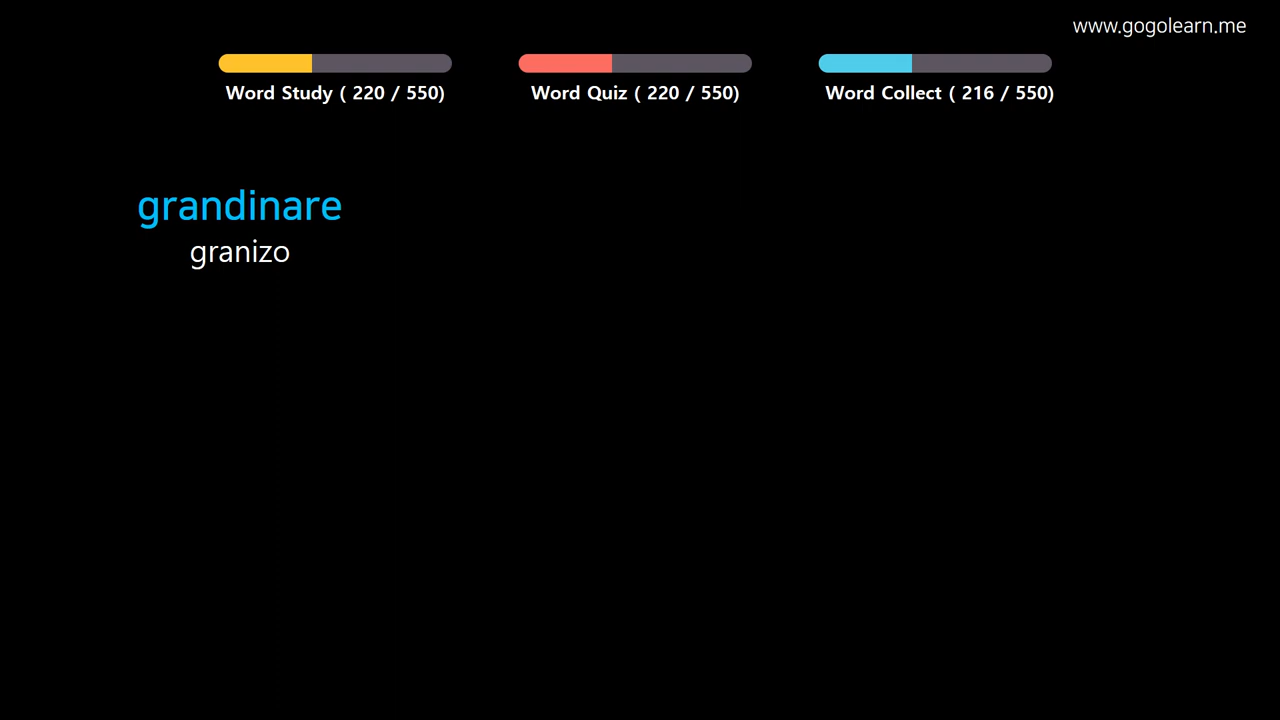 www.gogolearn.me
Word Study ( 220 / 550)
Word Quiz ( 220 / 550)
Word Collect ( 216 / 550)
grandinare
granizo